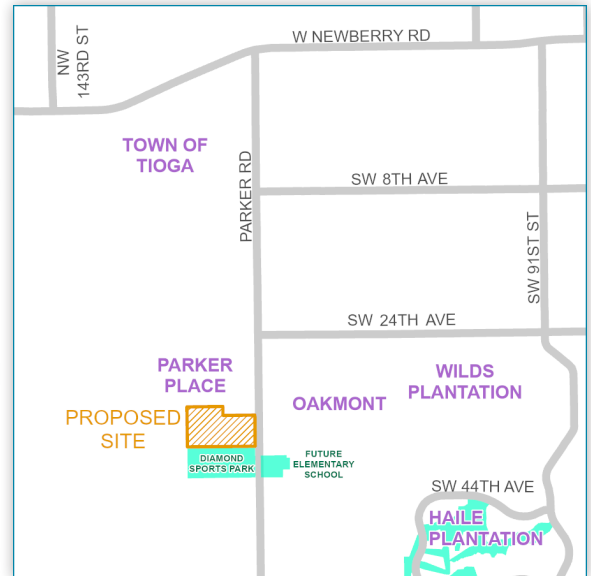 W NEWBERRY RD
NW
143RD ST
TOWN OF
TIOGA
PARKER RD
SW 8TH AVE
SW 91ST ST
SW 24TH AVE
PARKER
PLACE
WILDS
PLANTATION
OAKMONT
PROPOSED
SITE
DIAMOND
SPORTS PARK
FUTURE
ELEMENTARY
SCHOOL
SW 44TH AVE
HAILE
PLANTATION